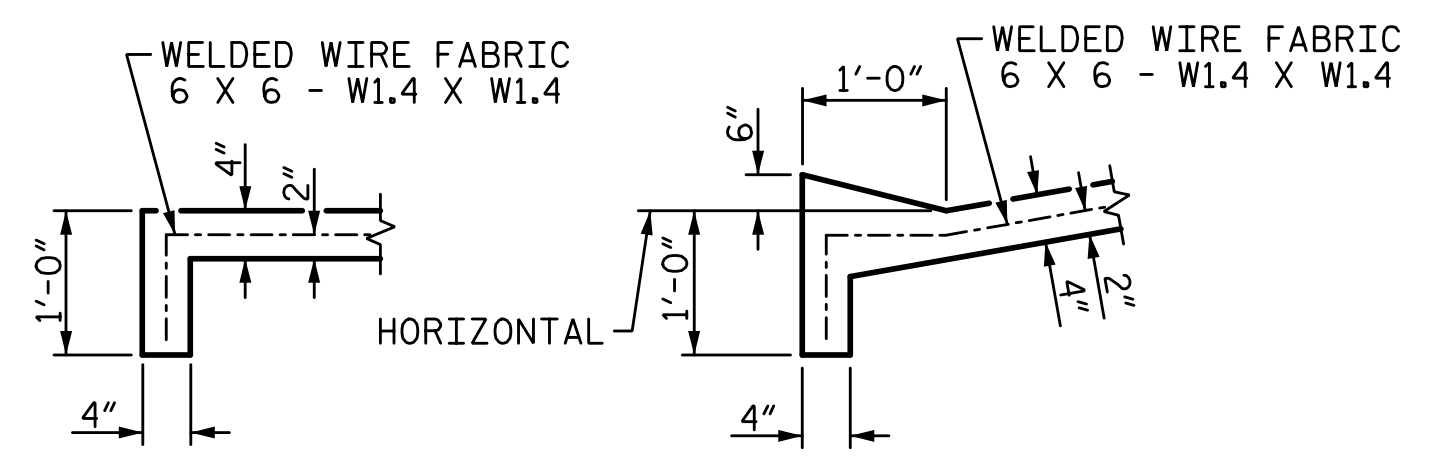 WELDED WIRE FABRIC
6 X 6 - W1.4 X W1.4
4"
2"
1'-0"
4"
WELDED WIRE FABRIC
6 X 6 - W1.4 X W1.4
1'-0"
6"
1'-0"
HORIZONTAL
4"
2"
4"